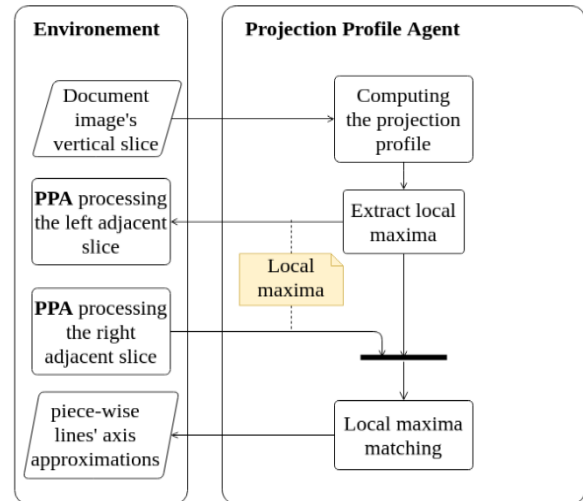 Environement
Projection Profile Agent
Document
image's
vertical slice
Computing
the projection
profile
PPA processing
the left adjacent
slice
Extract local
maxima
Local
maxima
PPA processing
the right
adjacent slice
piece-wise
lines' axis
approximations
Local maxima
matching